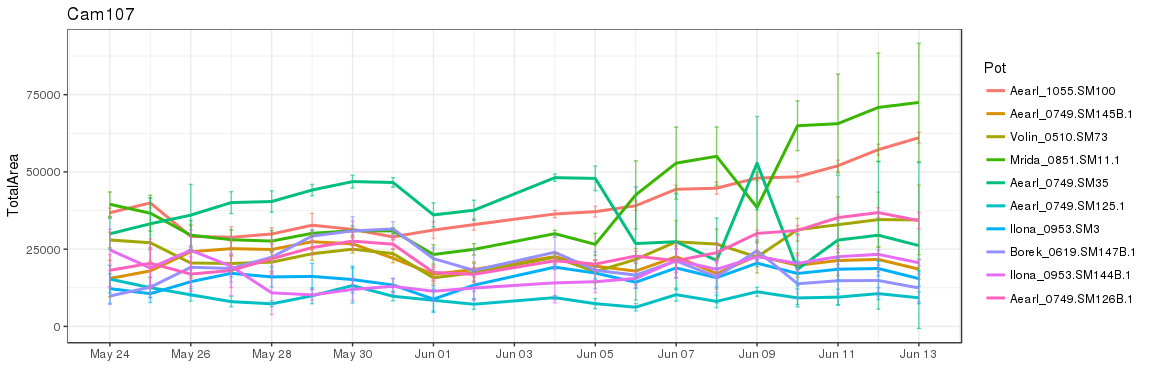 Cam107
TotalArea
75000
50000
25000
0
May 24
May 26
May 28
May 30
Jun 01
Jun 03
Jun 05
Jun 07
Jun 09
Jun 11
Jun 13
Pot
Aearl_1055.SM100
Aearl_0749.SM145B.1
Volin_0510.SM73
Mrida_0851.SM11.1
Aearl_0749.SM35
Aearl_0749.SM125.1
Ilona_0953.SM3
Borek_0619.SM147B.1
Ilona_0953.SM144B.1
Aearl_0749.SM126B.1